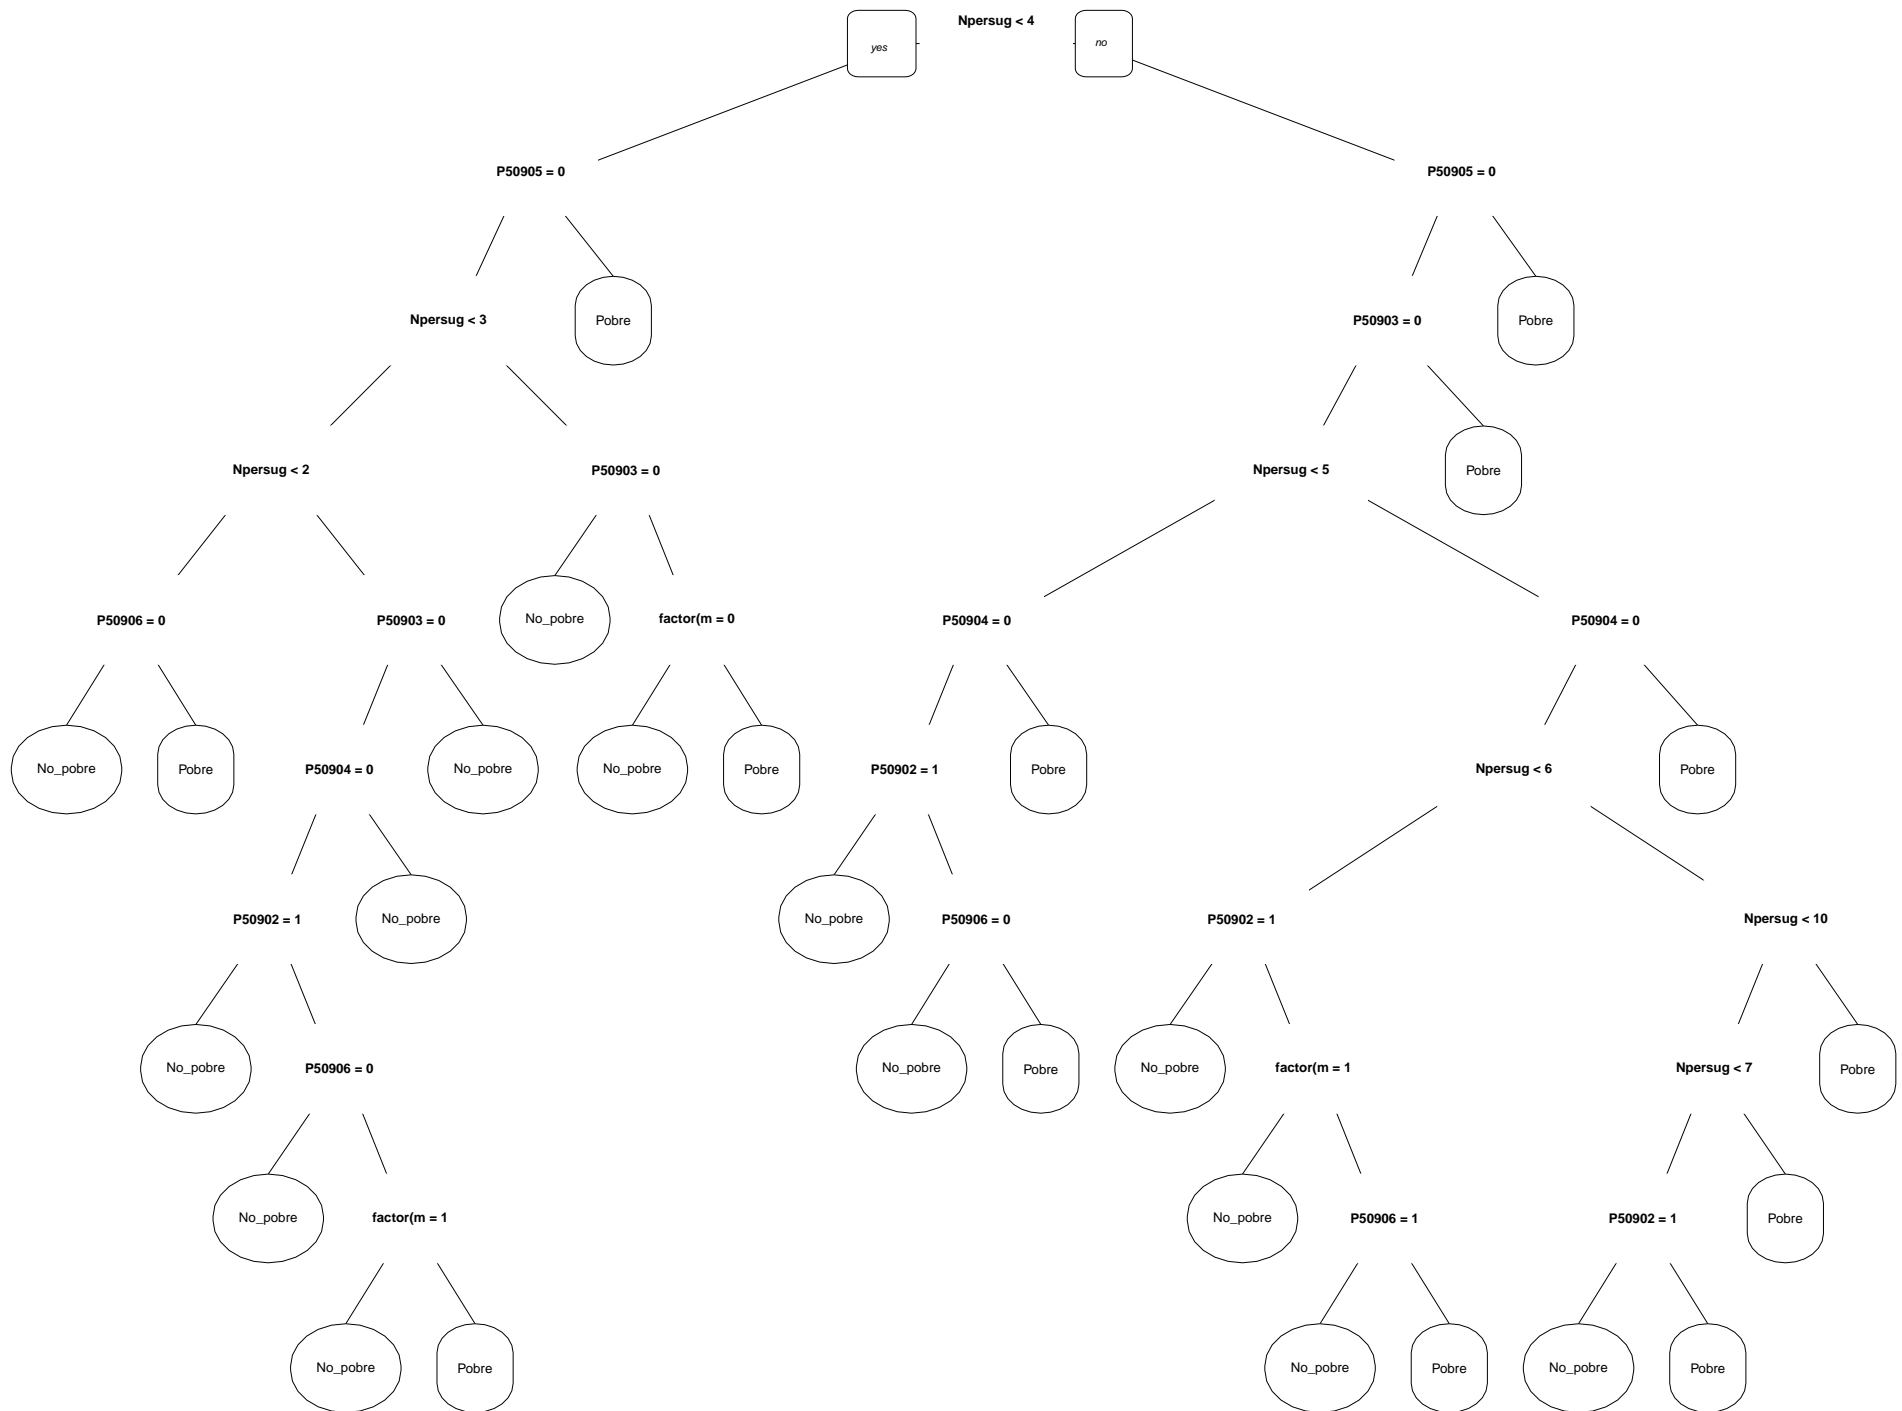 Npersug < 4
yes
no
P50905 = 0
P50905 = 0
Npersug < 3
Pobre
P50903 = 0
Pobre
Npersug < 2
P50903 = 0
Npersug < 5
Pobre
P50906 = 0
P50903 = 0
No_pobre
factor(m = 0
P50904 = 0
P50904 = 0
No_pobre
Pobre
P50904 = 0
No_pobre
No_pobre
Pobre
P50902 = 1
Pobre
Npersug < 6
Pobre
P50902 = 1
No_pobre
No_pobre
P50906 = 0
P50902 = 1
Npersug < 10
No_pobre
P50906 = 0
No_pobre
Pobre
No_pobre
factor(m = 1
Npersug < 7
Pobre
No_pobre
factor(m = 1
No_pobre
P50906 = 1
P50902 = 1
Pobre
No_pobre
Pobre
No_pobre
Pobre
No_pobre
Pobre